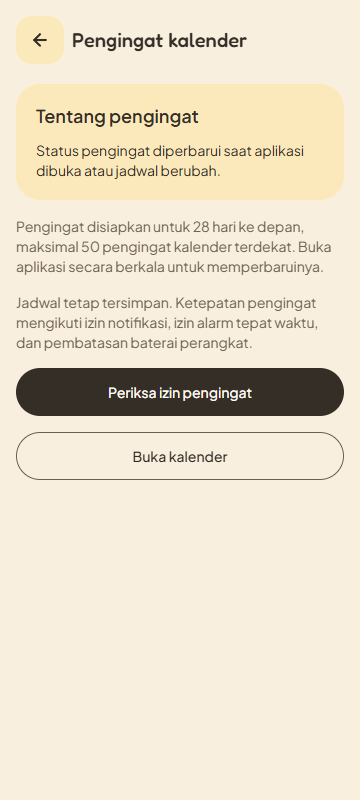 Pengingat kalender
Tentang pengingat
Status pengingat diperbarui saat aplikasi
dibuka atau jadwal berubah.
Pengingat disiapkan untuk 28 hari ke depan,
maksimal 50 pengingat kalender terdekat. Buka
aplikasi secara berkala untuk memperbaruinya.
Jadwal tetap tersimpan. Ketepatan pengingat
mengikuti izin notifikasi, izin alarm tepat waktu,
dan pembatasan baterai perangkat.
Periksa izin pengingat
Buka kalender